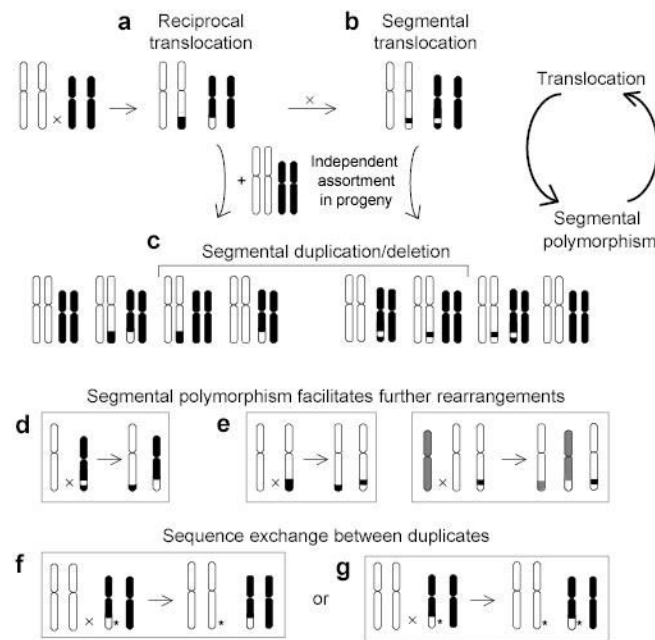 a Reciprocal translocation
b Segmental translocation
×
×
Translocation
+
Independent
assortment
in progeny
Segmental
polymorphism
c
Segmental duplication/deletion
Segmental polymorphism facilitates further rearrangements
d
e
×
×
×
Sequence exchange between duplicates
f
×
*
*
or
g
×
*
*
*